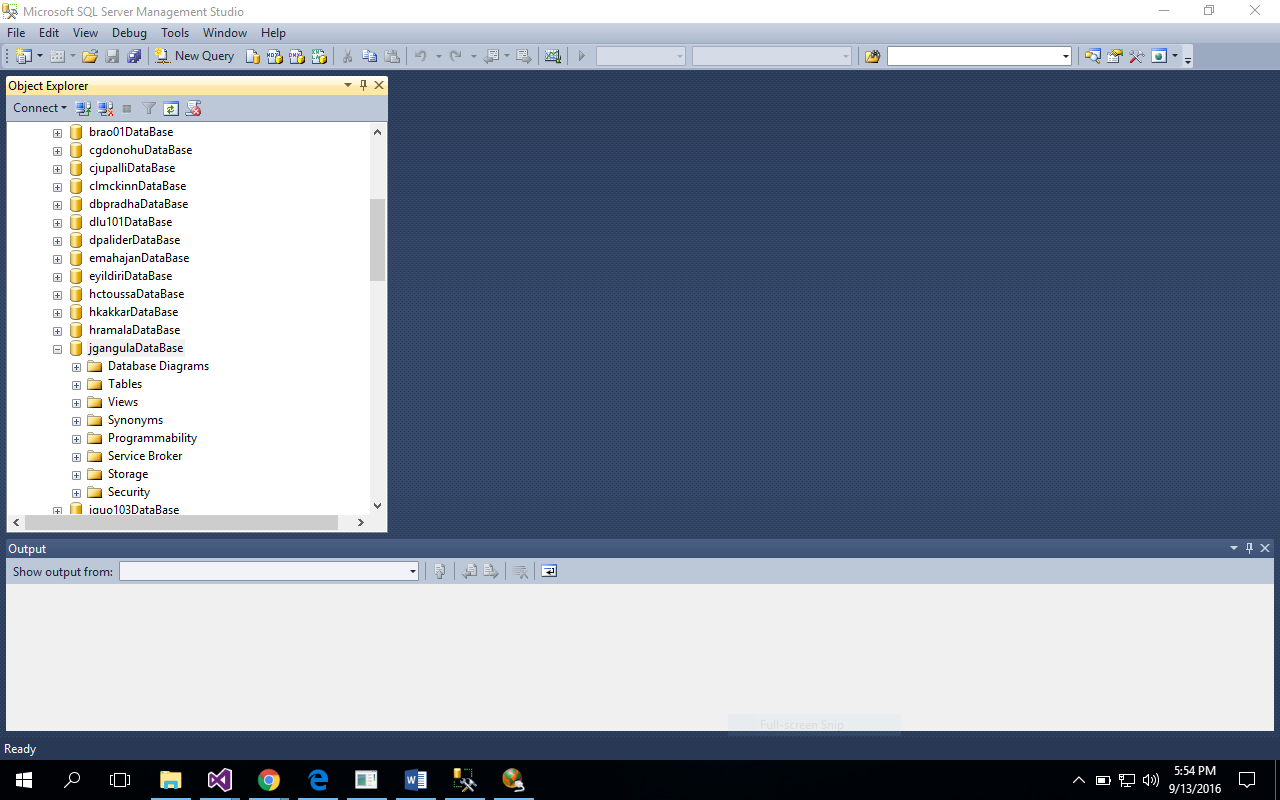 Microsoft SQL Server Management Studio
File Edit View Debug Tools Window Help
New Query
Object Explorer
Connect
brao01DataBase
cgdonohuDataBase
cjupalliDataBase
clmckinnDataBase
dbpradhaDataBase
dlu101DataBase
dpaliderDataBase
emahajanDataBase
eyildiriDataBase
hctoussaDataBase
hkakkarDataBase
hramalaDataBase
jgangulaDataBase
Database Diagrams
Tables
Views
Synonyms
Programmability
Service Broker
Storage
Security
jguo103DataBase
Output
Show output from:
Full-screen Snip
Ready
5:54 PM
9/13/2016